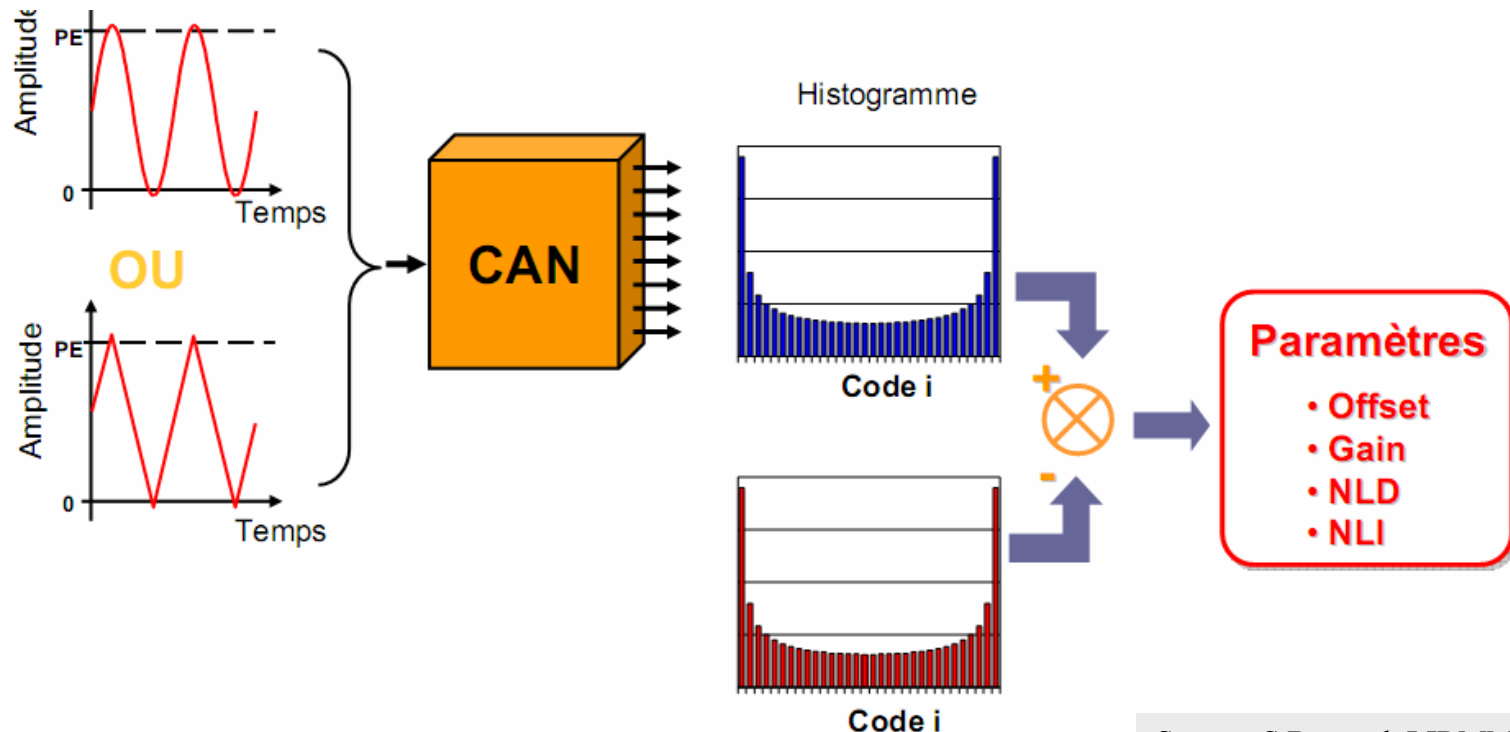 Amplitude
PE
0
Temps
OU
Amplitude
PE
0
Temps
CAN
Histogramme
Code i
+
-
Code i
Paramètres
• Offset
• Gain
• NLD
• NLI